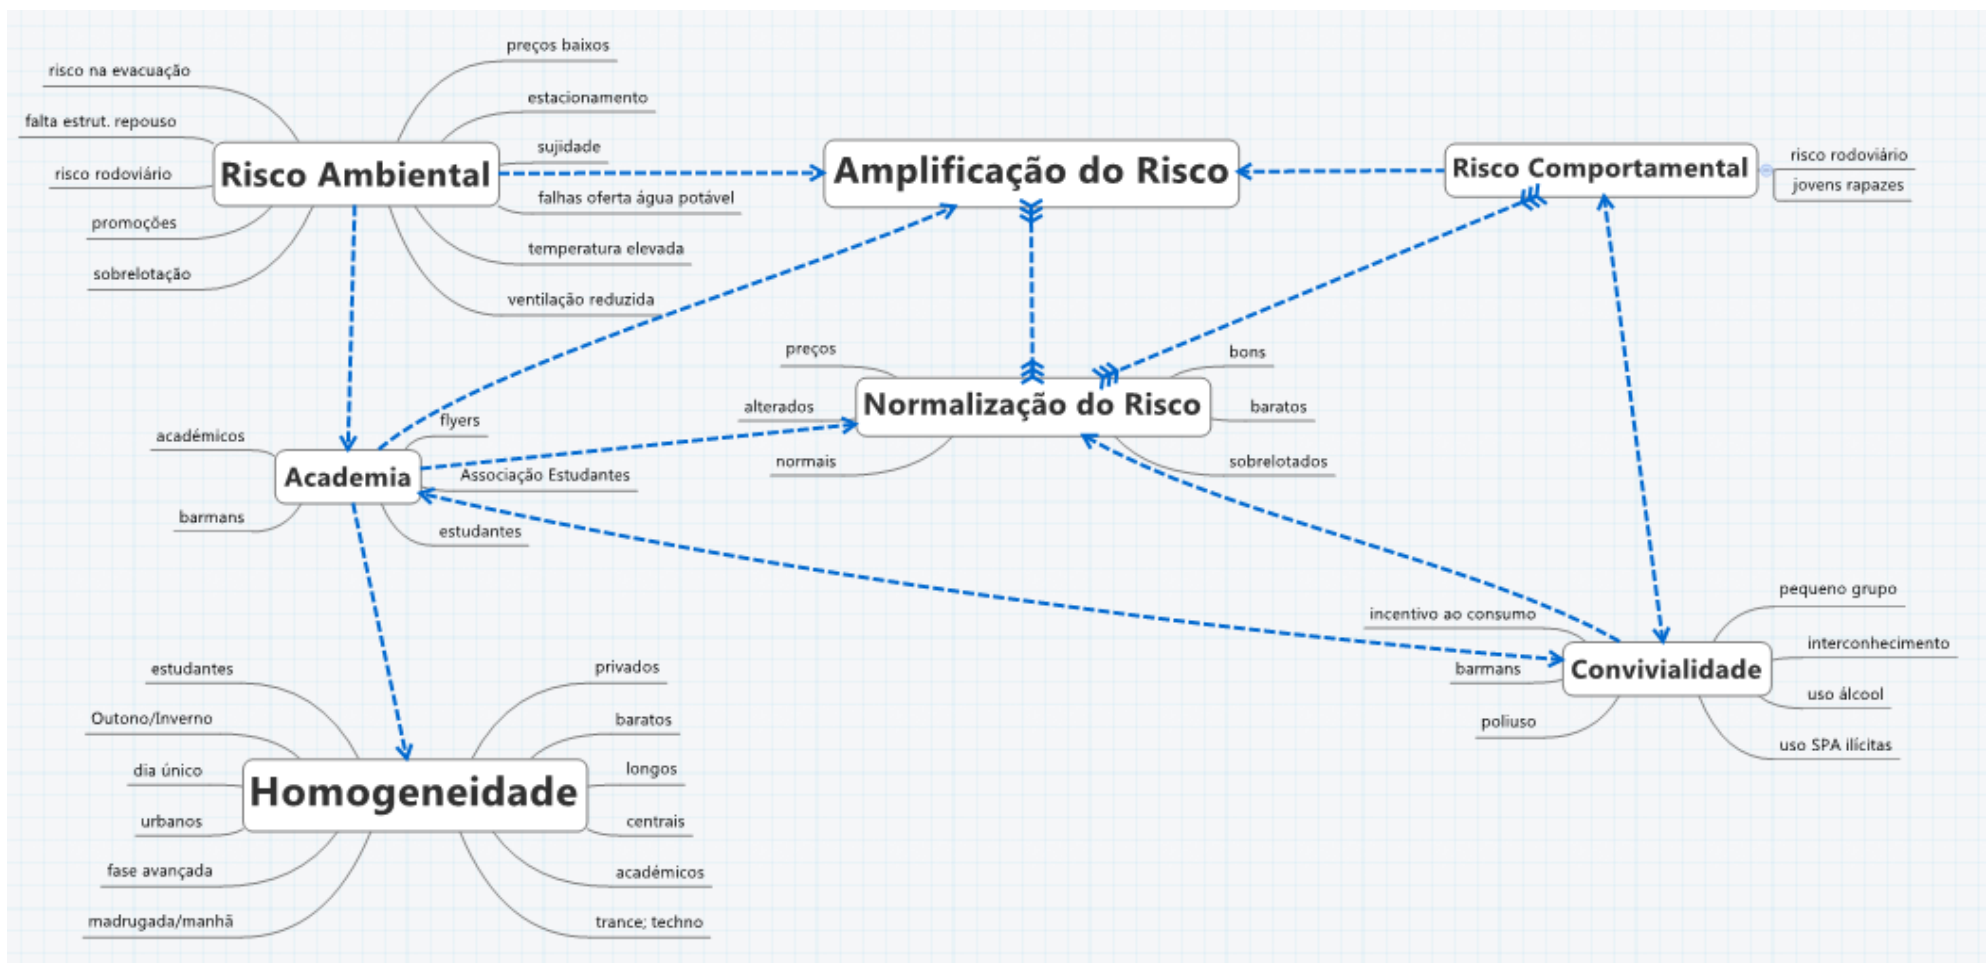 preços baixos
risco na evacuação
estacionamento
falta estrut. repouso
sujidade
Risco Ambiental
risco rodoviário
falhas oferta água potável
promoções
temperatura elevada
sobrelotação
ventilação reduzida
Amplificação do Risco
Risco Comportamental
risco rodoviário
jovens rapazes
preços
bons
Normalização do Risco
alterados
baratos
normais
sobrelotados
flyers
académicos
Academia
Associação Estudantes
barmans
estudantes
pequeno grupo
incentivo ao consumo
interconhecimento
Convivialidade
barmans
uso álcool
poliuso
uso SPA ilícitas
estudantes
privados
Outono/Inverno
baratos
dia único
longos
Homogeneidade
urbanos
centrais
fase avançada
académicos
madrugada/manhã
trance; techno